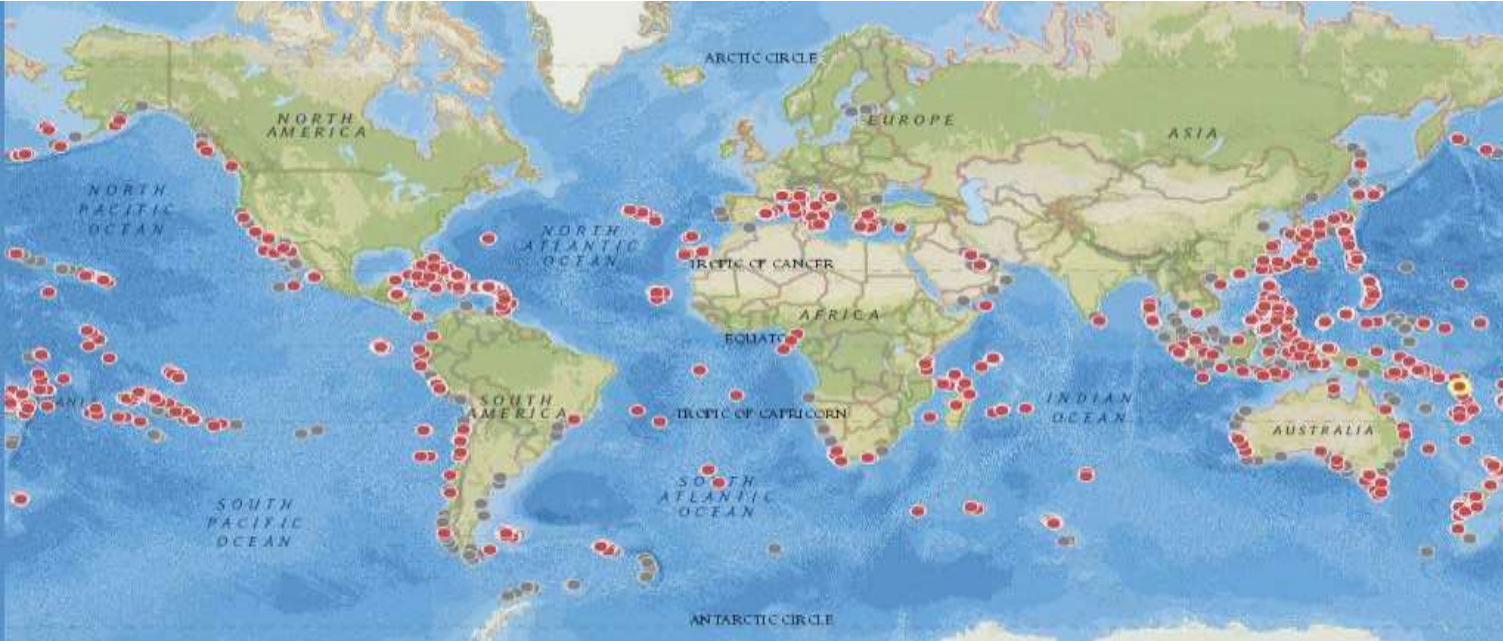 ARCTIC CIRCLE
NORTH
AMERICA
EUROPE
ASIA
NORTH
PACIFIC
OCEAN
NORTH
ATLANTIC
OCEAN
TROPIC OF CANCER
AFRICA
EQUATO
SOUTH
AMERICA
TROPIC OF CAPRICORN
INDIAN
OCEAN
AUSTRALIA
SOUTH
PACIFIC
OCEAN
SOUTH
ATLANTIC
OCEAN
ANTARCTIC CIRCLE